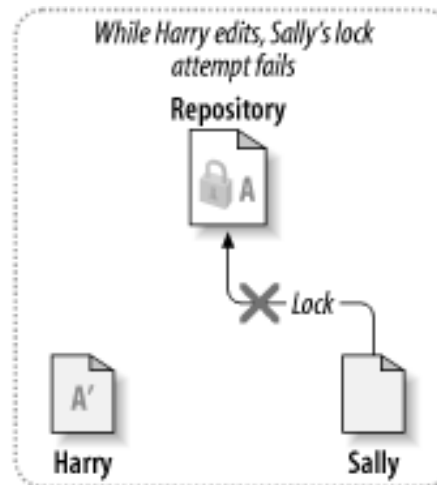 While Harry edits, Sally's lock
attempt fails
Repository
A
Lock
A'
Harry
Sally